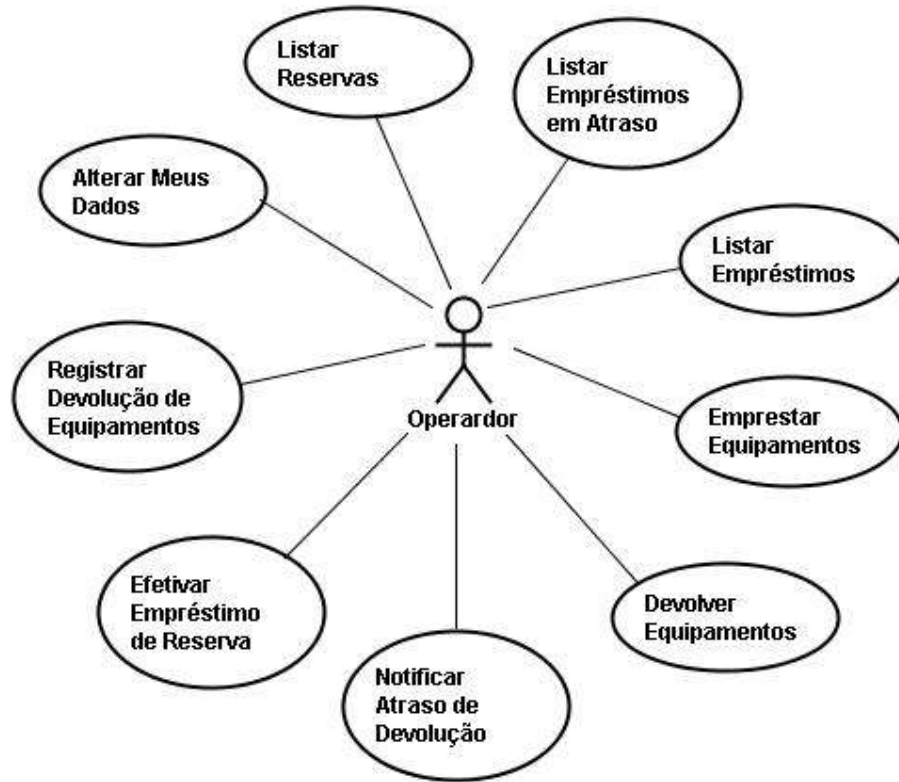 Listar
Reservas
Listar
Empréstimos
em Atraso
Alterar Meus
Dados
Listar
Empréstimos
Registrar
Devolução de
Equipamentos
Operardor
Emprestar
Equipamentos
Efetivar
Empréstimo
de Reserva
Devolver
Equipamentos
Notificar
Atraso de
Devolução